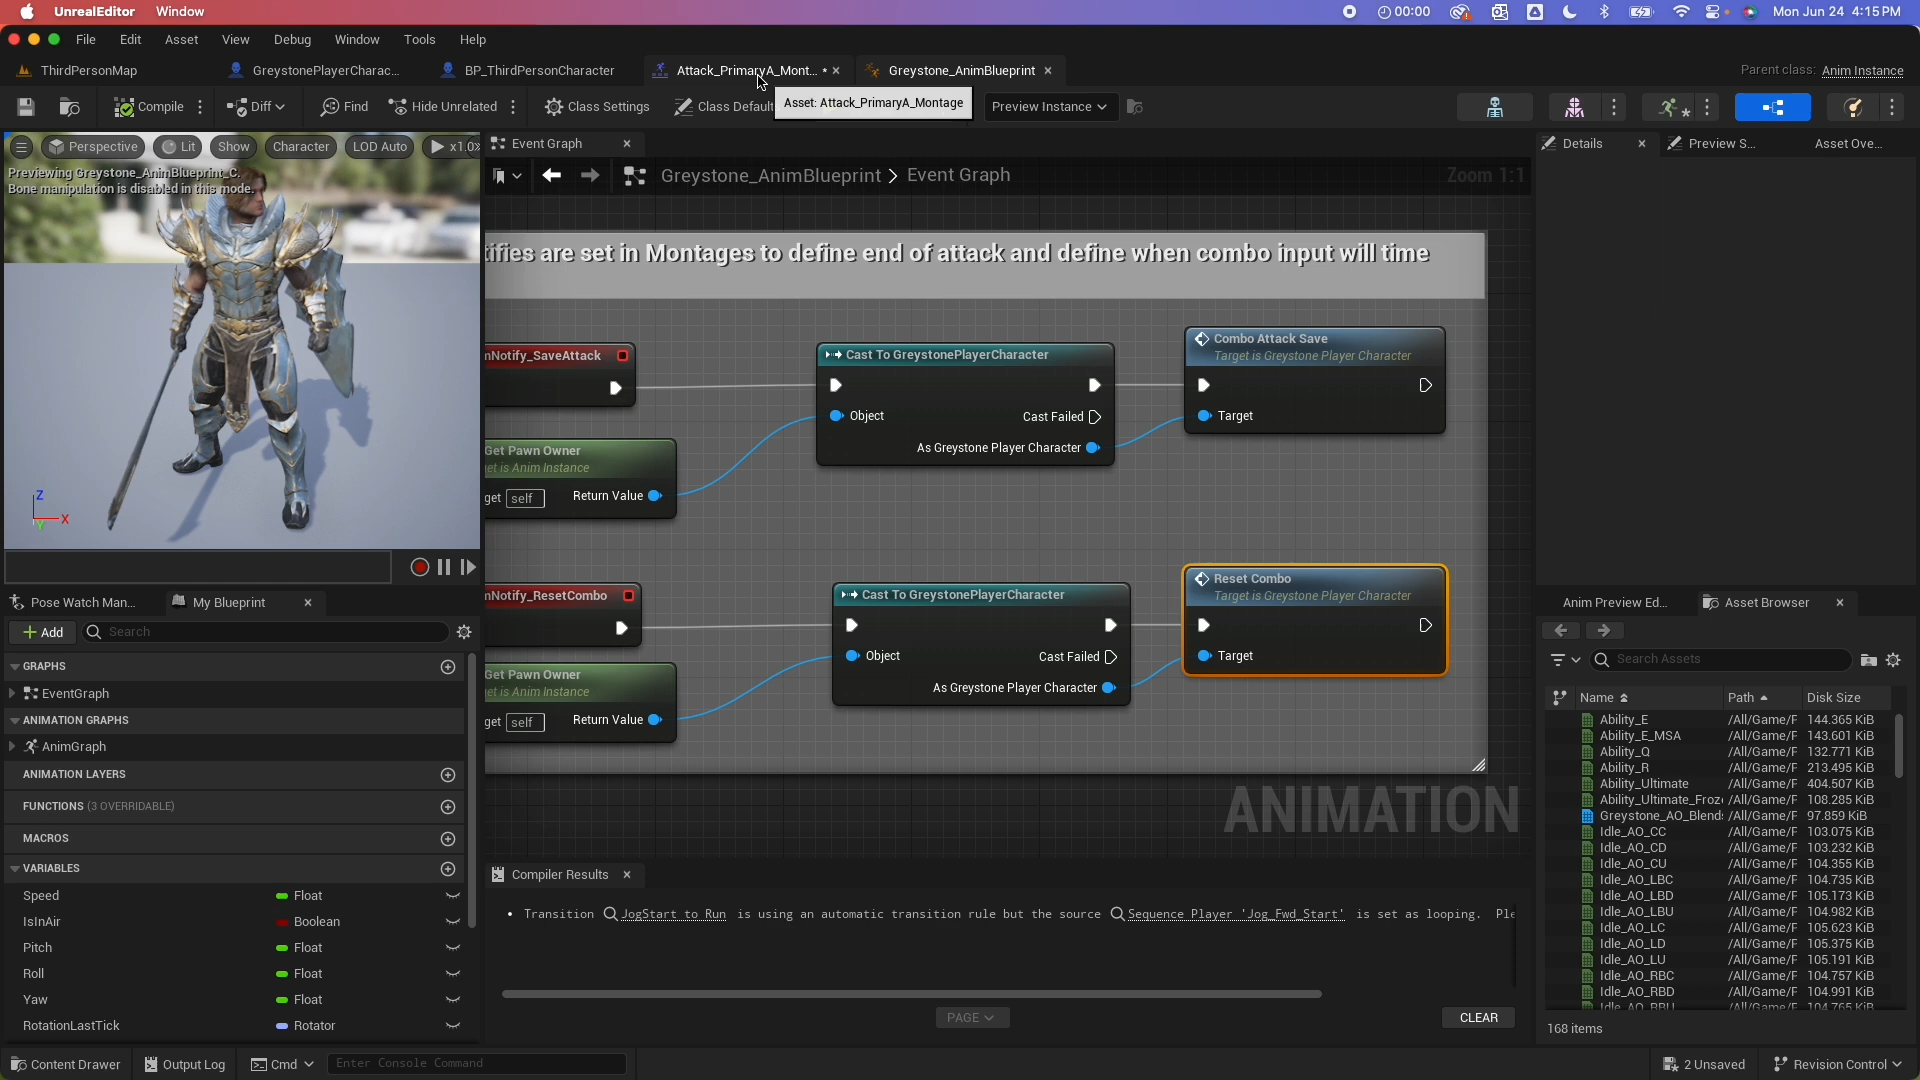 UnrealEditor Window 00:00 Mon Jun 24 4:15 PM
File Edit Asset View Debug Window Tools Help
ThirdPersonMap GreystonePlayerCharac... BP_ThirdPersonCharacter Attack_PrimaryA_Mont... • Greystone_AnimBlueprint Parent class: Anim Instance
Compile Diff Find Hide Unrelated Class Settings Class Default Asset: Attack_PrimaryA_Montage Preview Instance
Perspective Lit Show Character LOD Auto x1.0
Previewing Greystone_AnimBlueprint_C.
Bone manipulation is disabled in this mode.
Z
X
Y
Event Graph
Greystone_AnimBlueprint > Event Graph Zoom 1:1
tifies are set in Montages to define end of attack and define when combo input will time
mNotify_SaveAttack
Get Pawn Owner
et is Anim Instance
get self Return Value
Cast To GreystonePlayerCharacter
Object Cast Failed
As Greystone Player Character
Combo Attack Save
Target is Greystone Player Character
Target
mNotify_ResetCombo
Get Pawn Owner
et is Anim Instance
get self Return Value
Cast To GreystonePlayerCharacter
Object Cast Failed
As Greystone Player Character
Reset Combo
Target is Greystone Player Character
Target
ANIMATION
Compiler Results
• Transition JogStart to Run is using an automatic transition rule but the source Sequence Player 'Jog_Fwd_Start' is set as looping. Ple
PAGE CLEAR
Pose Watch Man... My Blueprint
Add Search
GRAPHS
EventGraph
ANIMATION GRAPHS
AnimGraph
ANIMATION LAYERS
FUNCTIONS (3 OVERRIDABLE)
MACROS
VARIABLES
Speed Float
IsInAir Boolean
Pitch Float
Roll Float
Yaw Float
RotationLastTick Rotator
Details Preview S... Asset Ove...
Anim Preview Ed... Asset Browser
Search Assets
Name Path Disk Size
Ability_E /All/Game/F 144.365 KiB
Ability_E_MSA /All/Game/F 143.601 KiB
Ability_Q /All/Game/F 132.771 KiB
Ability_R /All/Game/F 213.495 KiB
Ability_Ultimate /All/Game/F 404.507 KiB
Ability_Ultimate_Froze /All/Game/F 108.285 KiB
Greystone_AO_Blend /All/Game/F 97.859 KiB
Idle_AO_CC /All/Game/F 103.075 KiB
Idle_AO_CD /All/Game/F 103.232 KiB
Idle_AO_CU /All/Game/F 104.355 KiB
Idle_AO_LBC /All/Game/F 104.735 KiB
Idle_AO_LBD /All/Game/F 105.173 KiB
Idle_AO_LBU /All/Game/F 104.982 KiB
Idle_AO_LC /All/Game/F 105.623 KiB
Idle_AO_LD /All/Game/F 105.375 KiB
Idle_AO_LU /All/Game/F 105.191 KiB
Idle_AO_RBC /All/Game/F 104.757 KiB
Idle_AO_RBD /All/Game/F 104.991 KiB
Idle_AO_RBU /All/Game/F 104.765 KiB
168 items
Content Drawer Output Log Cmd Enter Console Command 2 Unsaved Revision Control